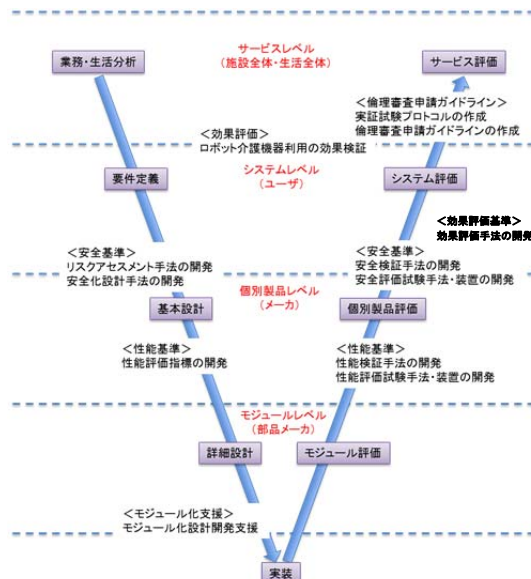 サービスレベル
（施設全体・生活全体）
業務・生活分析
サービス評価
＜倫理審査申請ガイドライン＞
実証試験プロトコルの作成
倫理審査申請ガイドラインの作成
＜効果評価＞
ロボット介護機器利用の効果検証
システムレベル
（ユーザ）
要件定義
システム評価
＜効果評価基準＞
効果評価手法の開発
＜安全基準＞
リスクアセスメント手法の開発
安全化設計手法の開発
＜安全基準＞
安全検証手法の開発
安全評価試験手法・装置の開発
個別製品レベル
（メーカ）
基本設計
個別製品評価
＜性能基準＞
性能評価指標の開発
＜性能基準＞
性能検証手法の開発
性能評価試験手法・装置の開発
モジュールレベル
（部品メーカ）
詳細設計
モジュール評価
＜モジュール化支援＞
モジュール化設計開発支援
実装